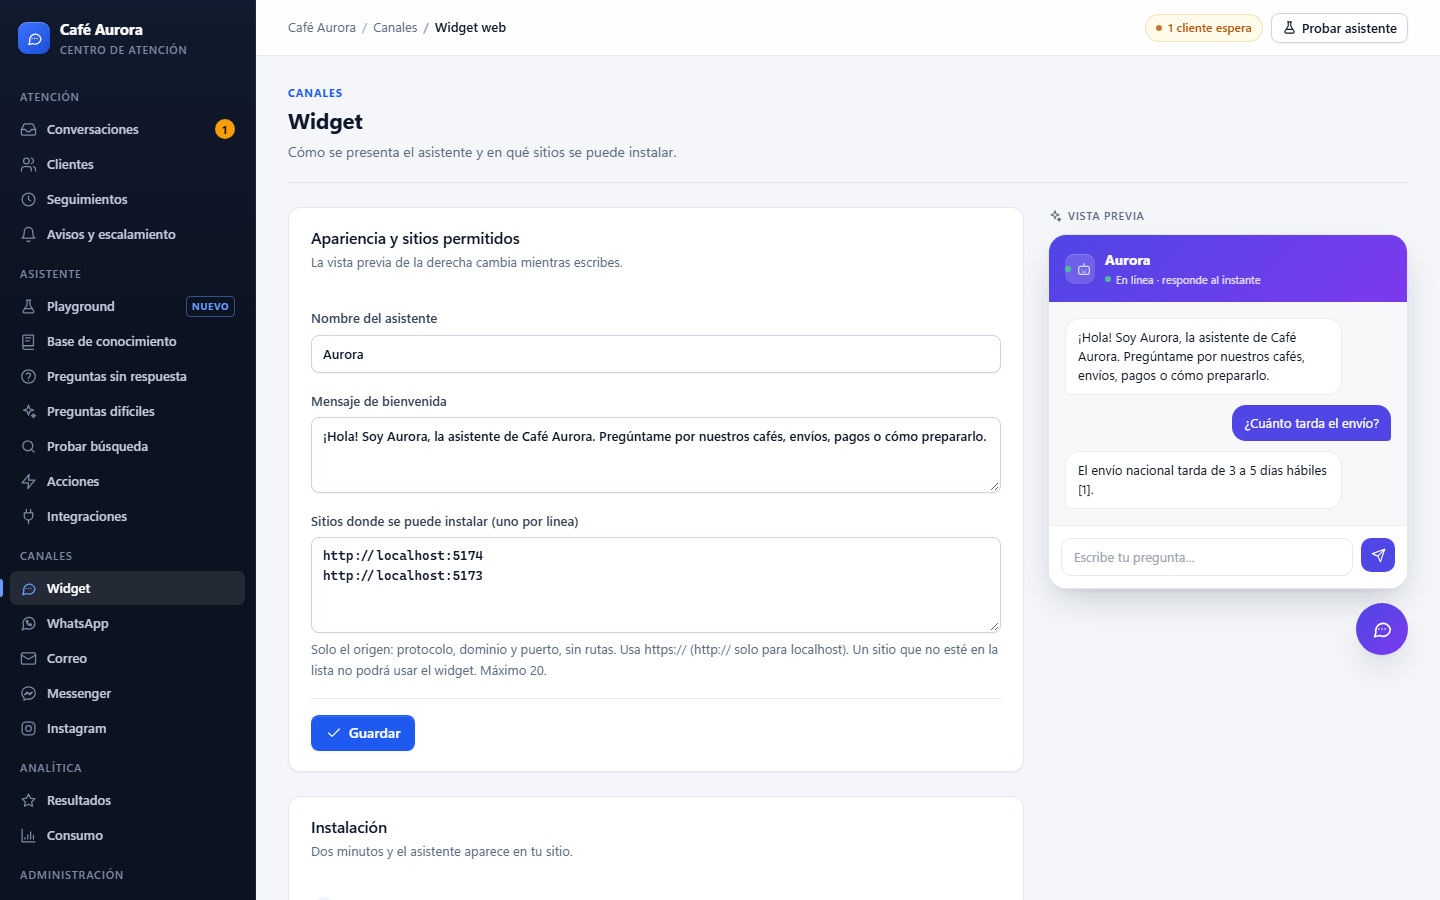 Café Aurora
CENTRO DE ATENCIÓN
ATENCIÓN
Conversaciones 1
Clientes
Seguimientos
Avisos y escalamiento
ASISTENTE
Playground NUEVO
Base de conocimiento
Preguntas sin respuesta
Preguntas difíciles
Probar búsqueda
Acciones
Integraciones
CANALES
Widget
WhatsApp
Correo
Messenger
Instagram
ANALÍTICA
Resultados
Consumo
ADMINISTRACIÓN
Café Aurora / Canales / Widget web
1 cliente espera
Probar asistente
CANALES
Widget
Cómo se presenta el asistente y en qué sitios se puede instalar.
Apariencia y sitios permitidos
La vista previa de la derecha cambia mientras escribes.
Nombre del asistente
Aurora
Mensaje de bienvenida
¡Hola! Soy Aurora, la asistente de Café Aurora. Pregúntame por nuestros cafés, envíos, pagos o cómo prepararlo.
Sitios donde se puede instalar (uno por línea)
http://localhost:5174
http://localhost:5173
Solo el origen: protocolo, dominio y puerto, sin rutas. Usa https:// (http:// solo para localhost). Un sitio que no esté en la
lista no podrá usar el widget. Máximo 20.
Guardar
Instalación
Dos minutos y el asistente aparece en tu sitio.
VISTA PREVIA
Aurora
En línea · responde al instante
¡Hola! Soy Aurora, la asistente de Café
Aurora. Pregúntame por nuestros cafés,
envíos, pagos o cómo prepararlo.
¿Cuánto tarda el envío?
El envío nacional tarda de 3 a 5 días hábiles
[1].
Escribe tu pregunta...